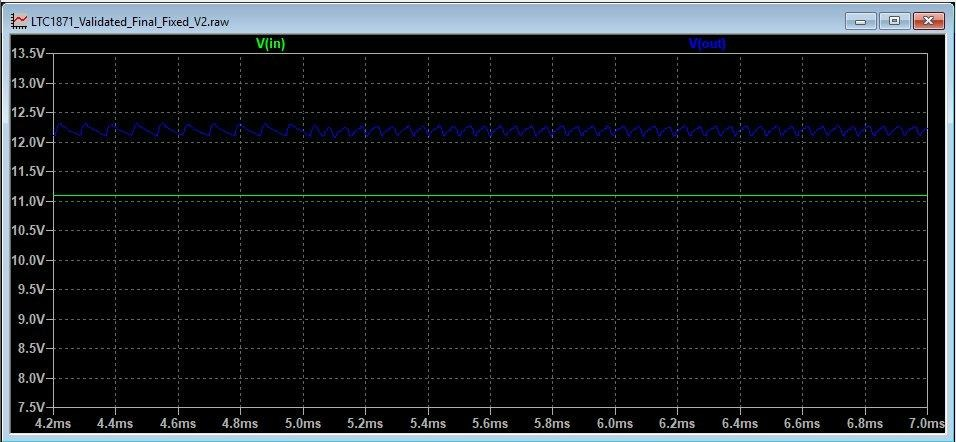 LTC1871_Validated_Final_Fixed_V2.raw
V(in) V(out)
13.5V
13.0V
12.5V
12.0V
11.5V
11.0V
10.5V
10.0V
9.5V
9.0V
8.5V
8.0V
7.5V
4.2ms 4.4ms 4.6ms 4.8ms 5.0ms 5.2ms 5.4ms 5.6ms 5.8ms 6.0ms 6.2ms 6.4ms 6.6ms 6.8ms 7.0ms